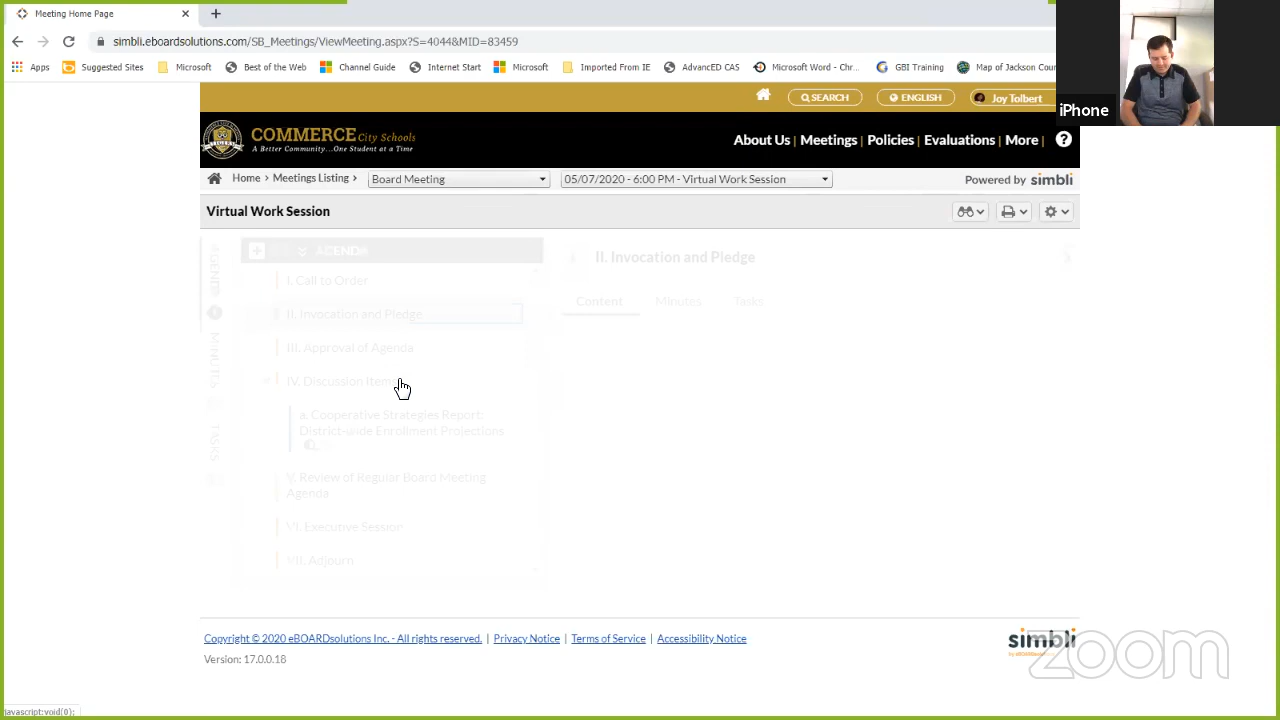 Meeting Home Page
simbli.eboardsolutions.com/SB_Meetings/ViewMeeting.aspx?S=4044&MID=83459
Apps Suggested Sites Microsoft Best of the Web Channel Guide Internet Start Microsoft Imported From IE AdvancED CAS Microsoft Word - Chr... GBI Training Map of Jackson Coun
iPhone
SEARCH ENGLISH Joy Tolbert
COMMERCE City Schools
A Better Community...One Student at a Time
About Us | Meetings | Policies | Evaluations | More |
Home > Meetings Listing > Board Meeting 05/07/2020 - 6:00 PM - Virtual Work Session Powered by simbli
Virtual Work Session
AGENDA
I. Call to Order
II. Invocation and Pledge
III. Approval of Agenda
IV. Discussion Item
a. Cooperative Strategies Report:
District-wide Enrollment Projections
V. Review of Regular Board Meeting
Agenda
VI. Executive Session
VII. Adjourn
AGENDA
MINUTES
TASKS
II. Invocation and Pledge
Content Minutes Tasks
Copyright © 2020 eBOARDsolutions Inc. - All rights reserved. | Privacy Notice | Terms of Service | Accessibility Notice
Version: 17.0.0.18
simbli
zoom
javascript:void(0);